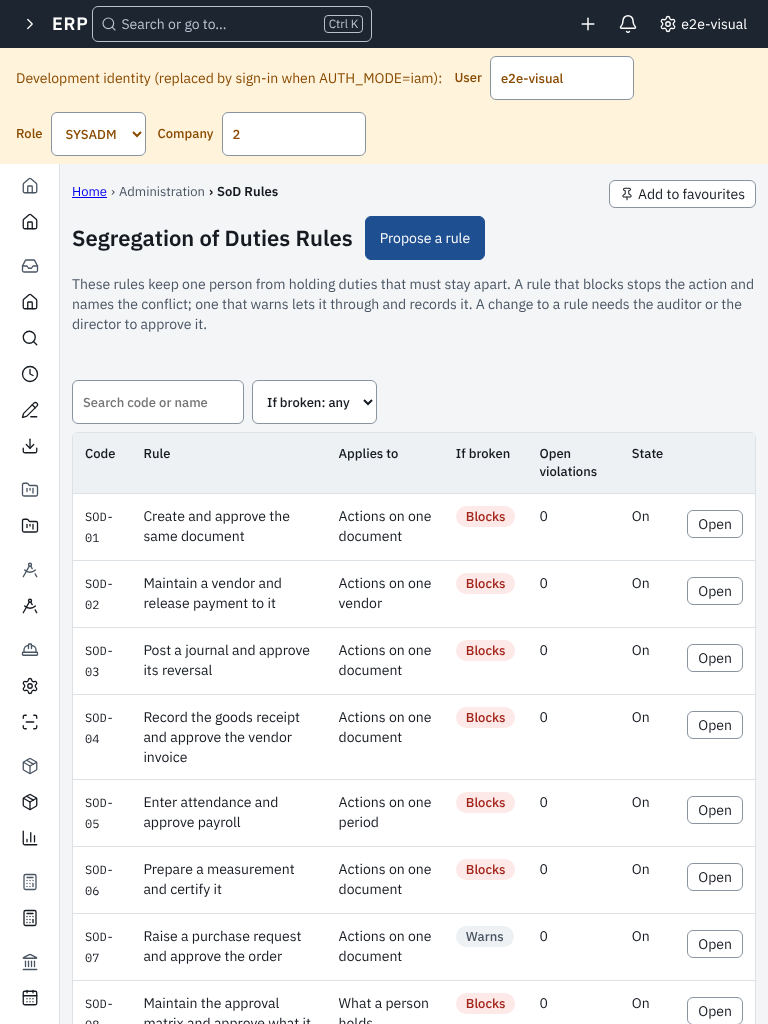 ERP
Search or go to...
Ctrl K
e2e-visual
Development identity (replaced by sign-in when AUTH_MODE=iam):
User
e2e-visual
Role
SYSADM
Company
2
Home › Administration › SoD Rules
Add to favourites
Segregation of Duties Rules
Propose a rule
These rules keep one person from holding duties that must stay apart. A rule that blocks stops the action and
names the conflict; one that warns lets it through and records it. A change to a rule needs the auditor or the
director to approve it.
Search code or name
If broken: any
Code Rule Applies to If broken Open State
violations
SOD- Create and approve the Actions on one Blocks 0 On Open
01 same document document
SOD- Maintain a vendor and Actions on one Blocks 0 On Open
02 release payment to it vendor
SOD- Post a journal and approve Actions on one Blocks 0 On Open
03 its reversal document
SOD- Record the goods receipt Actions on one Blocks 0 On Open
04 and approve the vendor document
invoice
SOD- Enter attendance and Actions on one Blocks 0 On Open
05 approve payroll period
SOD- Prepare a measurement Actions on one Blocks 0 On Open
06 and certify it document
SOD- Raise a purchase request Actions on one Warns 0 On Open
07 and approve the order document
SOD- Maintain the approval What a person Blocks 0 On Open
08 matrix and approve what it holds